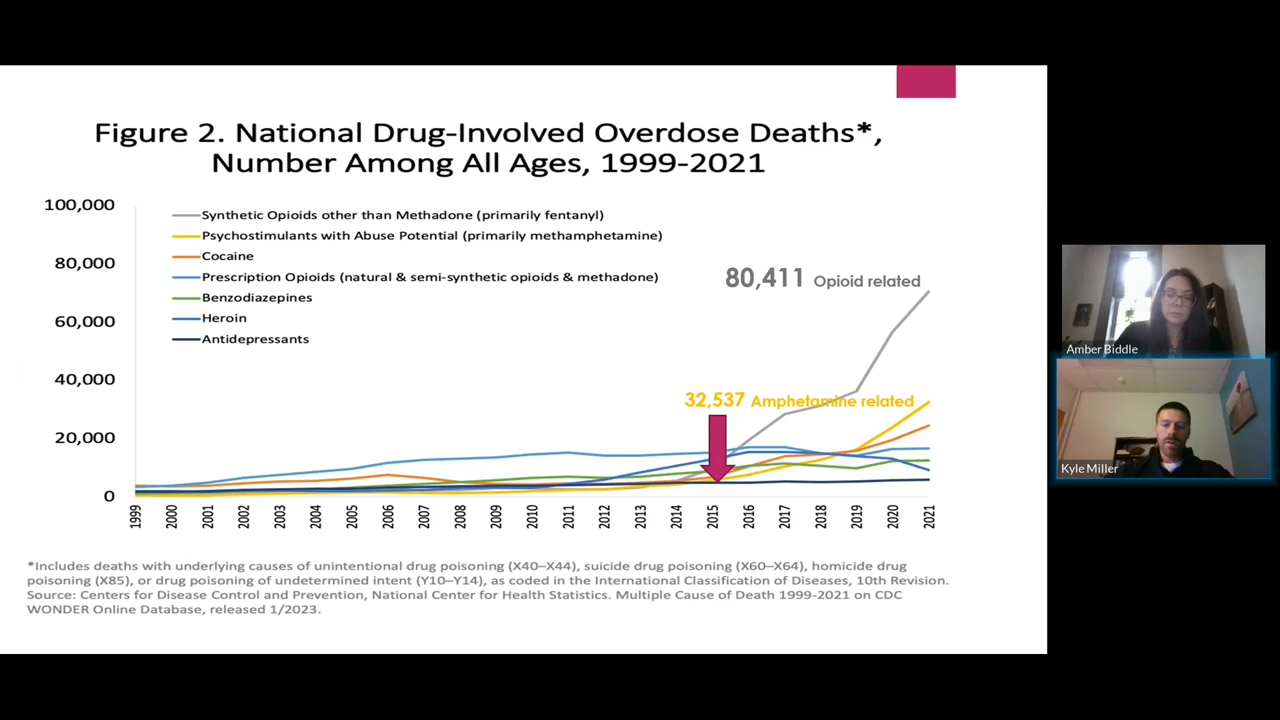 Figure 2. National Drug-Involved Overdose Deaths*,
Number Among All Ages, 1999-2021
100,000
80,000
60,000
40,000
20,000
0
Synthetic Opioids other than Methadone (primarily fentanyl)
Psychostimulants with Abuse Potential (primarily methamphetamine)
Cocaine
Prescription Opioids (natural & semi-synthetic opioids & methadone)
Benzodiazepines
Heroin
Antidepressants
80,411 Opioid related
32,537 Amphetamine related
1999
2000
2001
2002
2003
2004
2005
2006
2007
2008
2009
2010
2011
2012
2013
2014
2015
2016
2017
2018
2019
2020
2021
*Includes deaths with underlying causes of unintentional drug poisoning (X40–X44), suicide drug poisoning (X60–X64), homicide drug
poisoning (X85), or drug poisoning of undetermined intent (Y10–Y14), as coded in the International Classification of Diseases, 10th Revision.
Source: Centers for Disease Control and Prevention, National Center for Health Statistics. Multiple Cause of Death 1999-2021 on CDC
WONDER Online Database, released 1/2023.
Amber Biddle
Kyle Miller